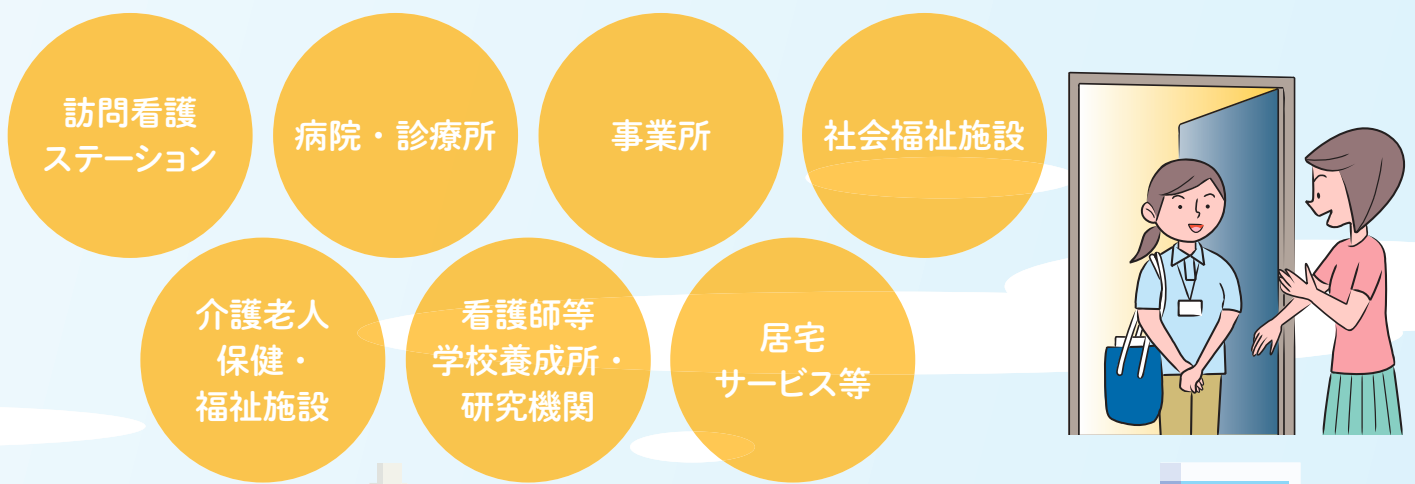 訪問看護
ステーション
病院・診療所
事業所
社会福祉施設
介護老人
保健・
福祉施設
看護師等
学校養成所・
研究機関
居宅
サービス等